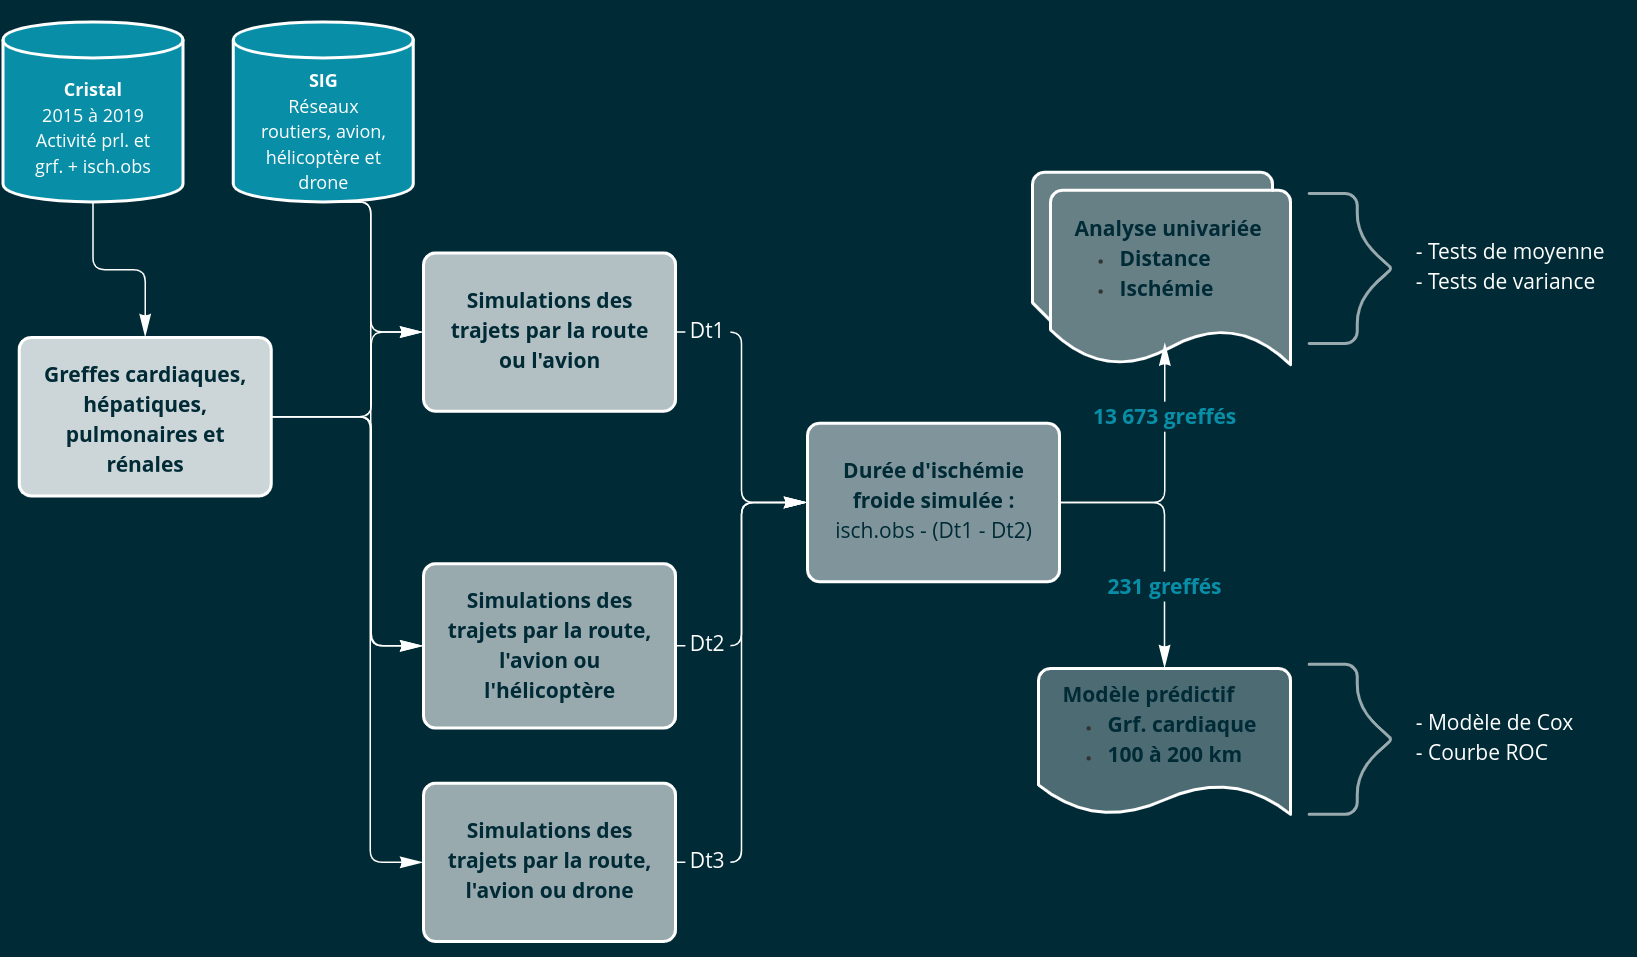 Cristal
2015 à 2019
Activité prl. et
grf. + isch.obs
SIG
Réseaux
routiers, avion,
hélicoptère et
drone
Greffes cardiaques,
hépatiques,
pulmonaires et
rénales
Simulations des
trajets par la route
ou l'avion
Dt1
Simulations des
trajets par la route,
l'avion ou
l'hélicoptère
Dt2
Simulations des
trajets par la route,
l'avion ou drone
Dt3
Durée d'ischémie
froide simulée :
isch.obs - (Dt1 - Dt2)
13 673 greffés
231 greffés
Analyse univariée
• Distance
• Ischémie
- Tests de moyenne
- Tests de variance
Modèle prédictif
• Grf. cardiaque
• 100 à 200 km
- Modèle de Cox
- Courbe ROC